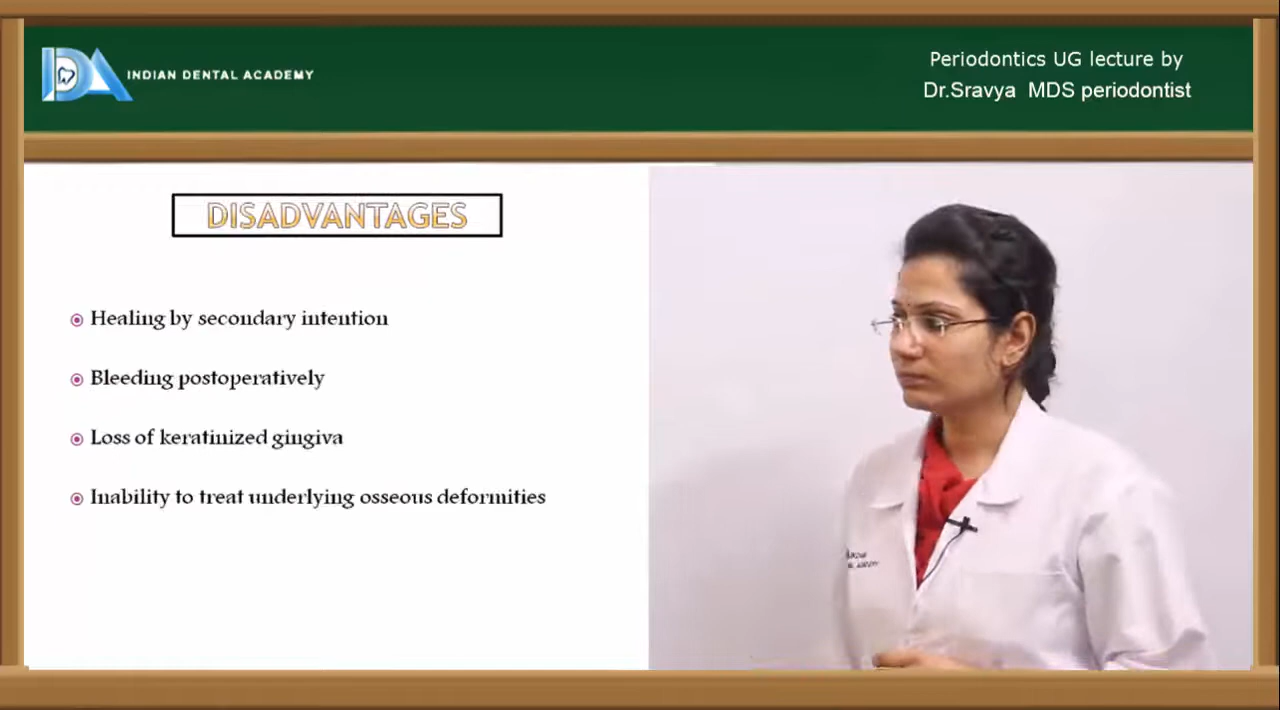 INDIAN DENTAL ACADEMY
Periodontics UG lecture by
Dr.Sravya MDS periodontist
DISADVANTAGES
Healing by secondary intention
Bleeding postoperatively
Loss of keratinized gingiva
Inability to treat underlying osseous deformities